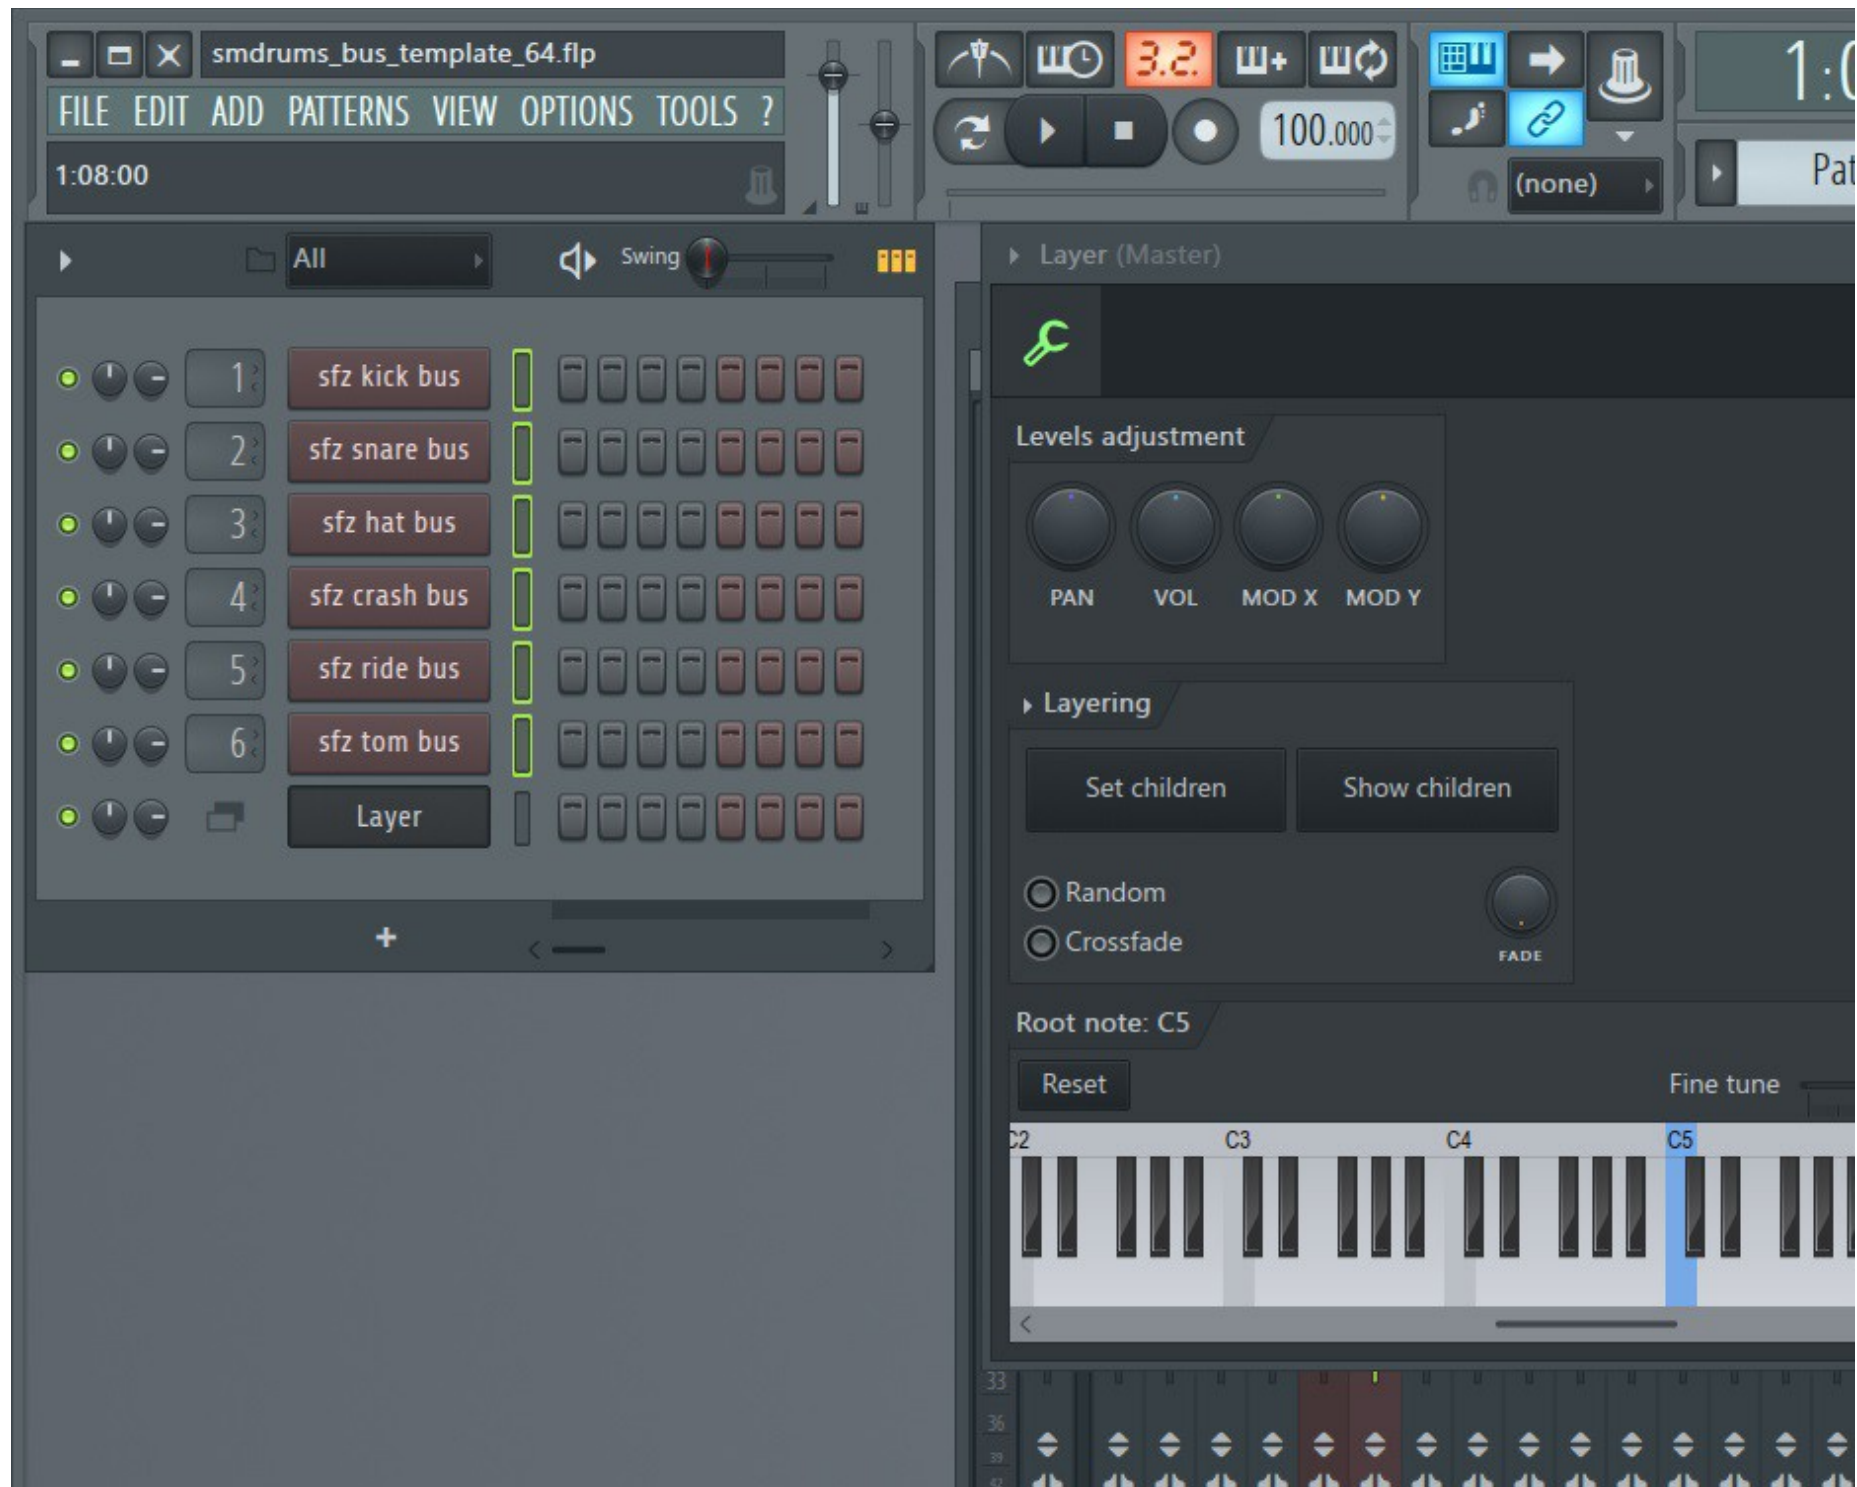 smdrums_bus_template_64.flp
FILE EDIT ADD PATTERNS VIEW OPTIONS TOOLS ?
1:08:00
3.2.
100.000
(none)
All
Swing
1 sfz kick bus
2 sfz snare bus
3 sfz hat bus
4 sfz crash bus
5 sfz ride bus
6 sfz tom bus
Layer
+
Layer (Master)
Levels adjustment
PAN VOL MOD X MOD Y
Layering
Set children Show children
Random
Crossfade
FADE
Root note: C5
Reset Fine tune
C2 C3 C4 C5
33
36
39
42